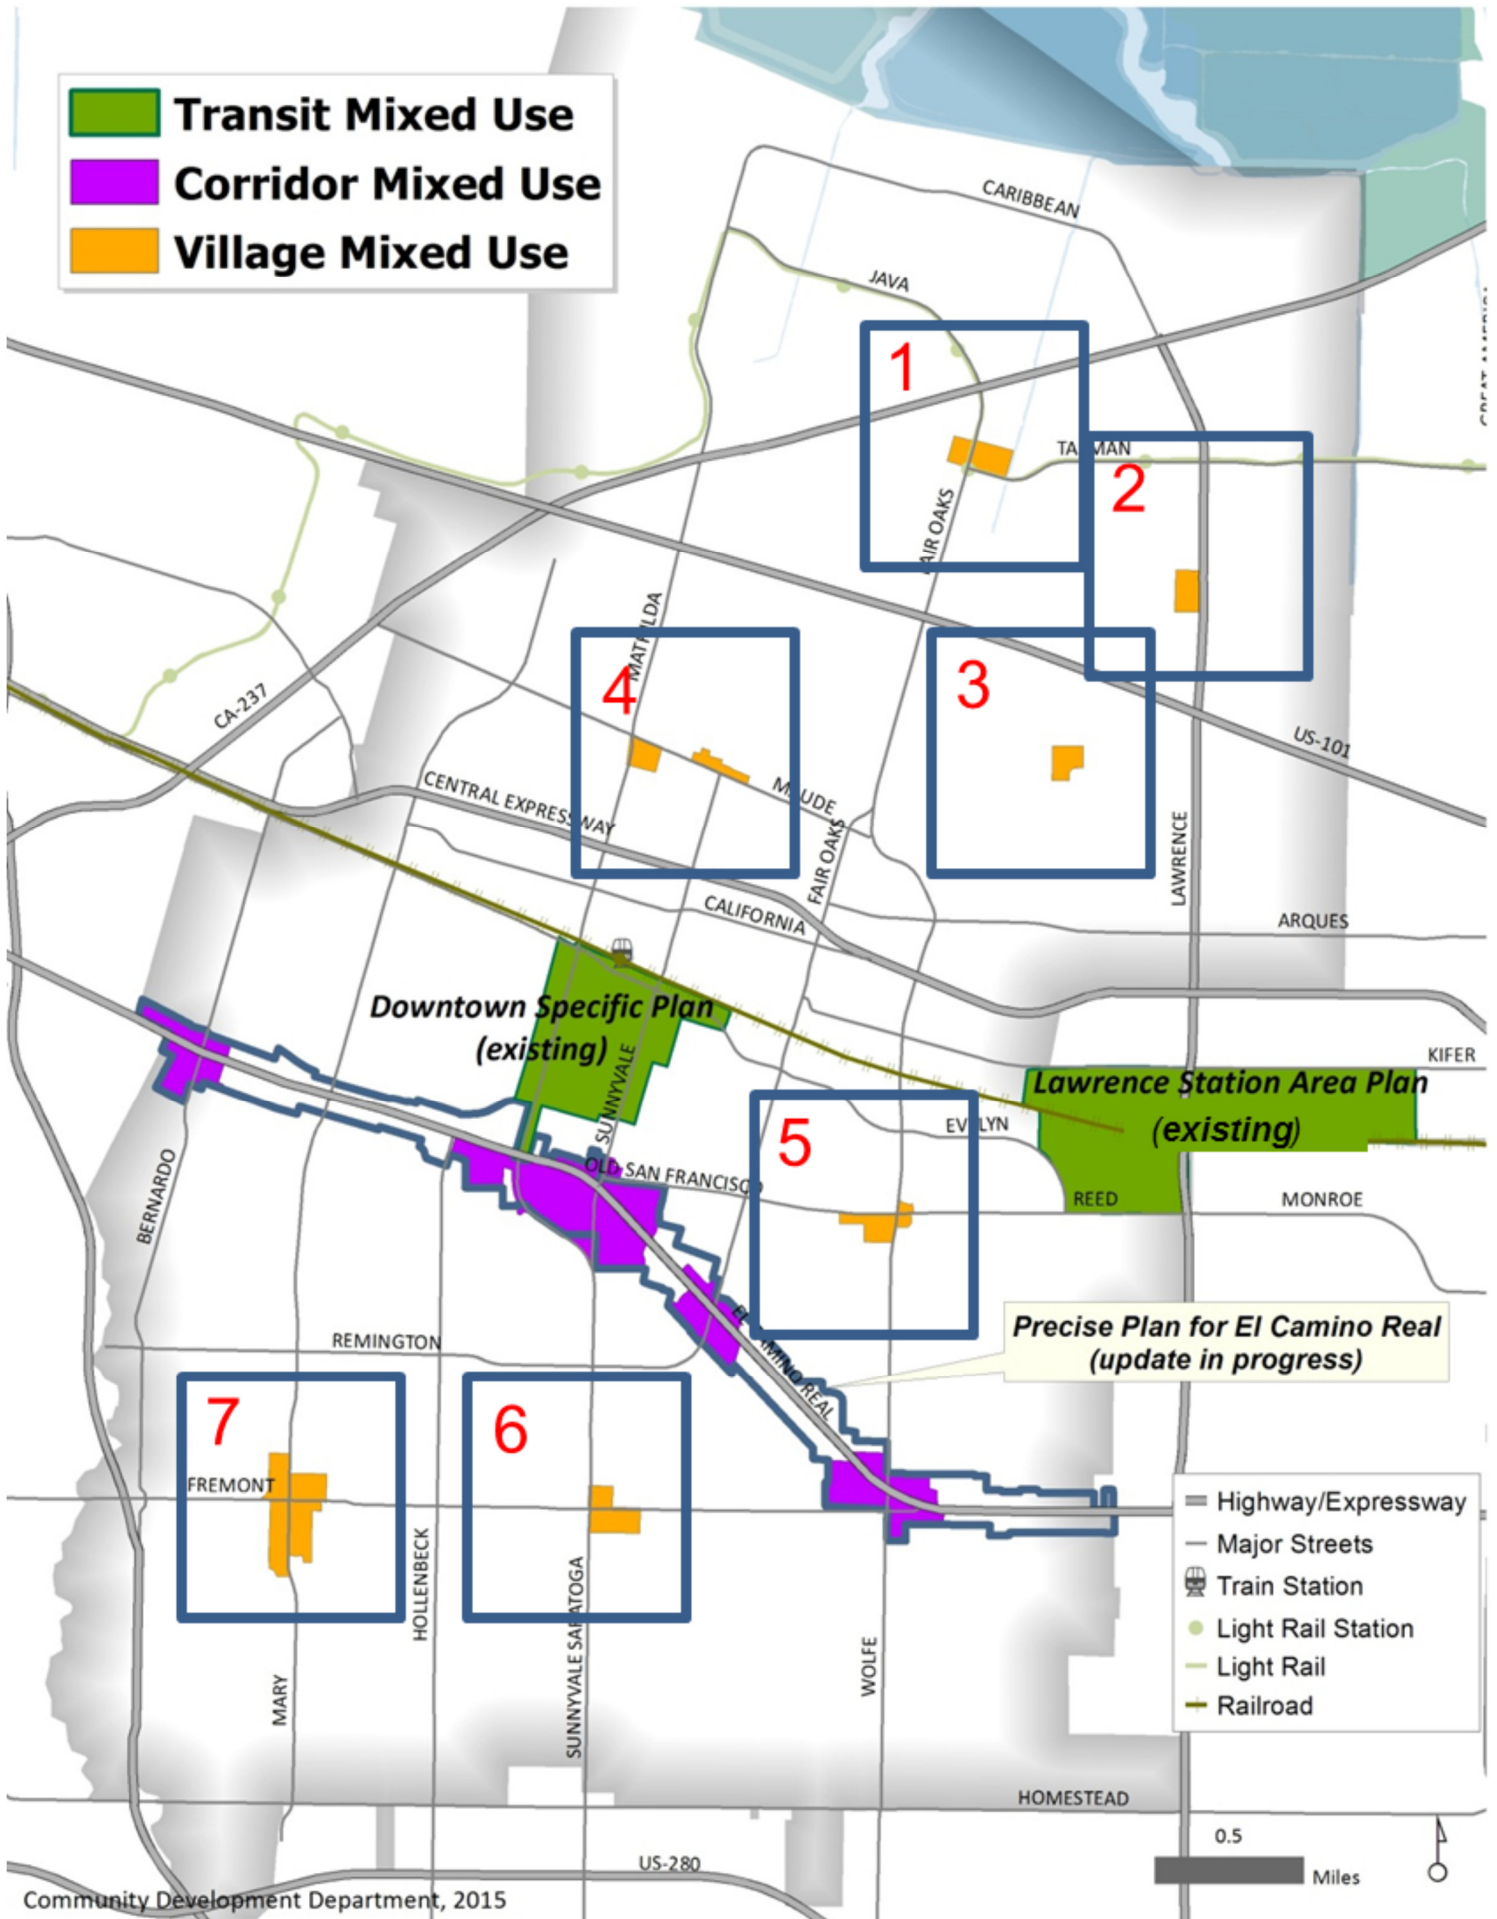 Transit Mixed Use
Corridor Mixed Use
Village Mixed Use
CARIBBEAN
JAVA
1
TASMAN
2
FAIR OAKS
MATHILDA
4
3
CA-237
US-101
CENTRAL EXPRESSWAY
MAUDE
FAIR OAKS
LAWRENCE
CALIFORNIA
ARQUES
Downtown Specific Plan
(existing)
SUNNYVALE
KIFER
Lawrence Station Area Plan
(existing)
EVELYN
5
OLD SAN FRANCISCO
BERNARDO
REED
MONROE
Precise Plan for El Camino Real
(update in progress)
EL CAMINO REAL
REMINGTON
7
6
FREMONT
HOLLENBECK
SUNNYVALE SARATOGA
MARY
WOLFE
Highway/Expressway
Major Streets
Train Station
Light Rail Station
Light Rail
Railroad
HOMESTEAD
0.5
Miles
US-280
Community Development Department, 2015